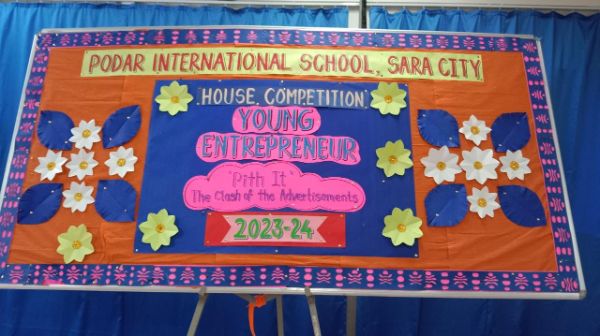 PODAR INTERNATIONAL SCHOOL, SARA CITY
HOUSE COMPETITION
YOUNG
ENTREPRENEUR
"Pith It"
The Clash of the Advertisements
2023-24